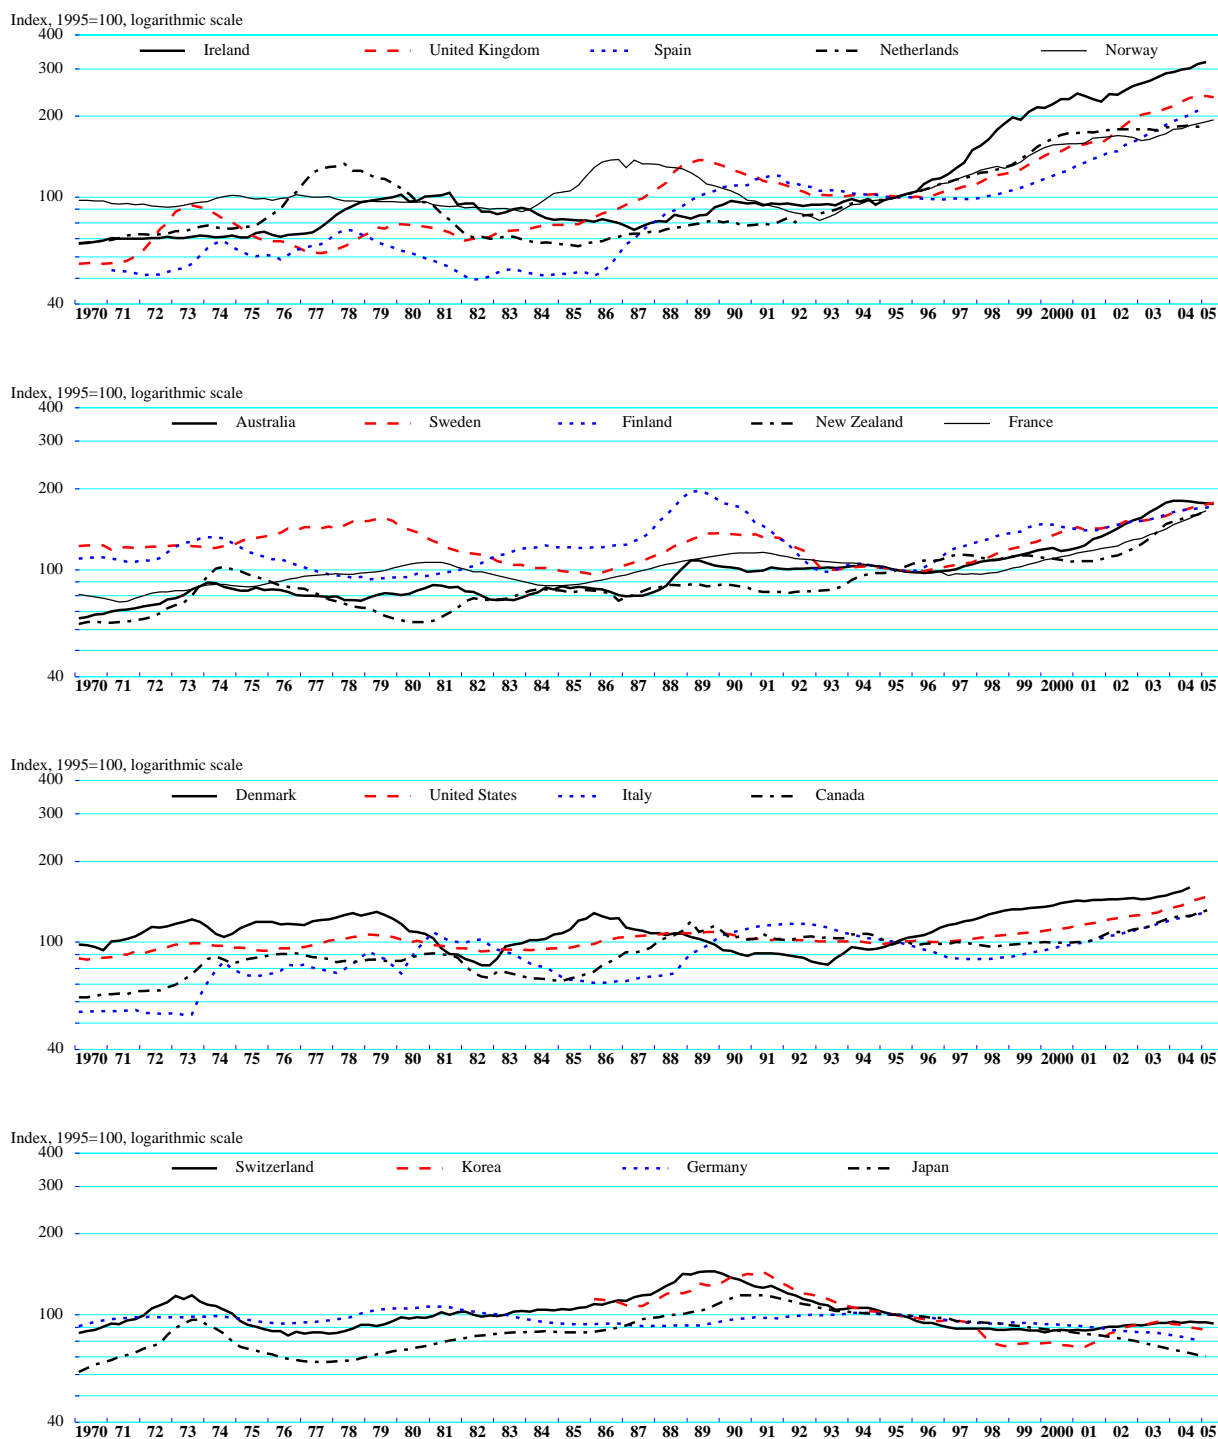 Index, 1995=100, logarithmic scale
400
Ireland United Kingdom Spain Netherlands Norway
300
200
100
40
1970 71 72 73 74 75 76 77 78 79 80 81 82 83 84 85 86 87 88 89 90 91 92 93 94 95 96 97 98 99 2000 01 02 03 04 05
Index, 1995=100, logarithmic scale
400
Australia Sweden Finland New Zealand France
300
200
100
40
1970 71 72 73 74 75 76 77 78 79 80 81 82 83 84 85 86 87 88 89 90 91 92 93 94 95 96 97 98 99 2000 01 02 03 04 05
Index, 1995=100, logarithmic scale
400
Denmark United States Italy Canada
300
200
100
40
1970 71 72 73 74 75 76 77 78 79 80 81 82 83 84 85 86 87 88 89 90 91 92 93 94 95 96 97 98 99 2000 01 02 03 04 05
Index, 1995=100, logarithmic scale
400
Switzerland Korea Germany Japan
300
200
100
40
1970 71 72 73 74 75 76 77 78 79 80 81 82 83 84 85 86 87 88 89 90 91 92 93 94 95 96 97 98 99 2000 01 02 03 04 05